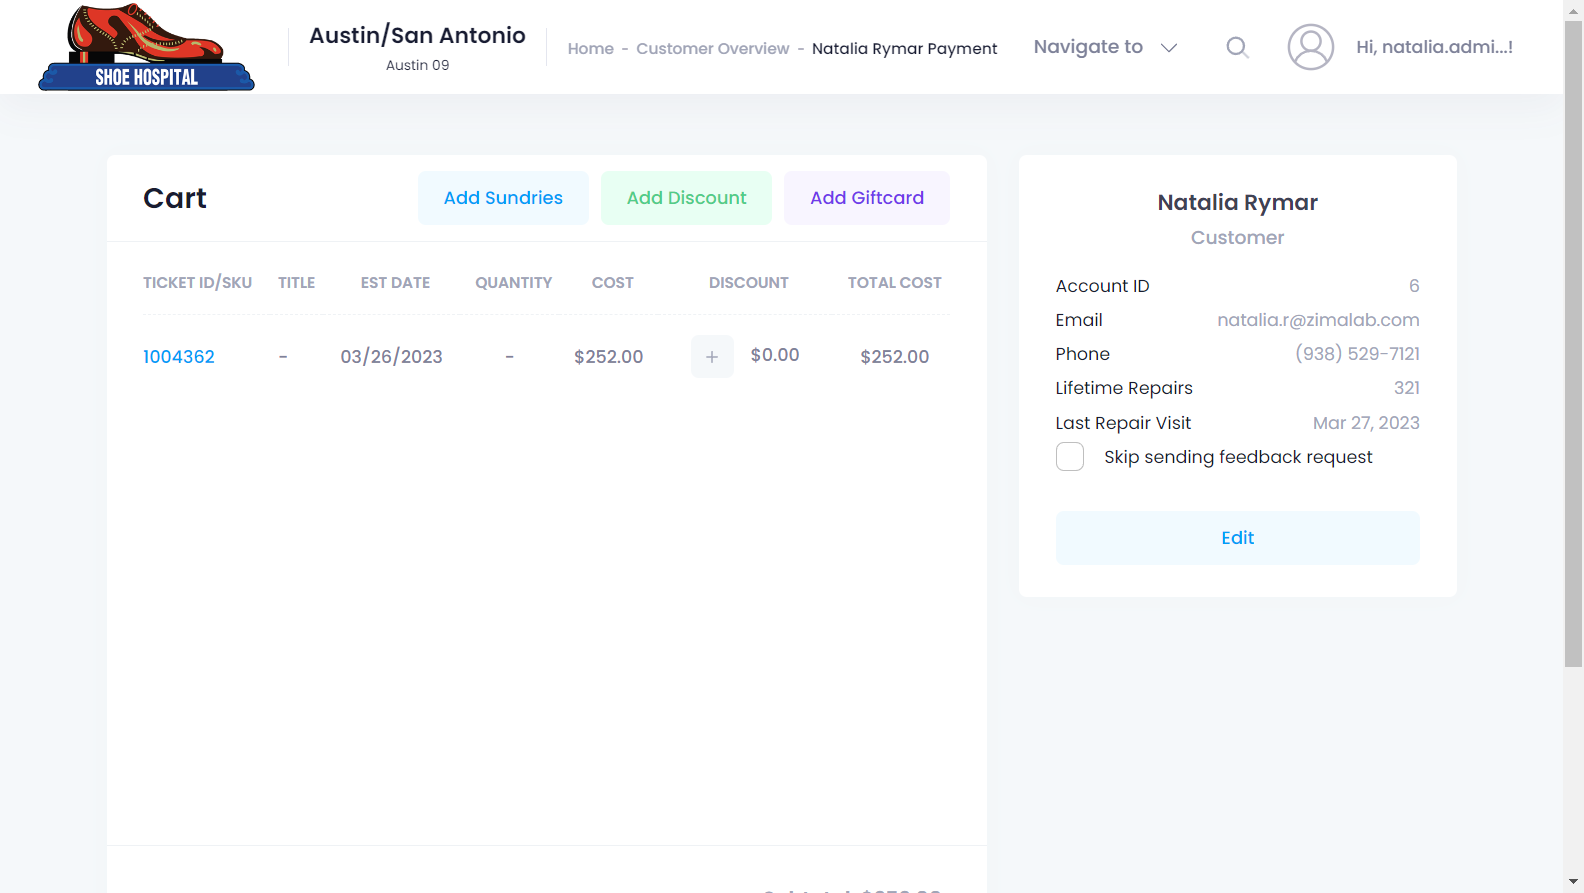 SHOE HOSPITAL
Austin/San Antonio
Austin 09
Home - Customer Overview - Natalia Rymar Payment
Navigate to
Hi, natalia.admi...!
Cart
Add Sundries
Add Discount
Add Giftcard
TICKET ID/SKU TITLE EST DATE QUANTITY COST DISCOUNT TOTAL COST
1004362 - 03/26/2023 - $252.00 + $0.00 $252.00
Natalia Rymar
Customer
Account ID 6
Email natalia.r@zimalab.com
Phone (938) 529-7121
Lifetime Repairs 321
Last Repair Visit Mar 27, 2023
Skip sending feedback request
Edit